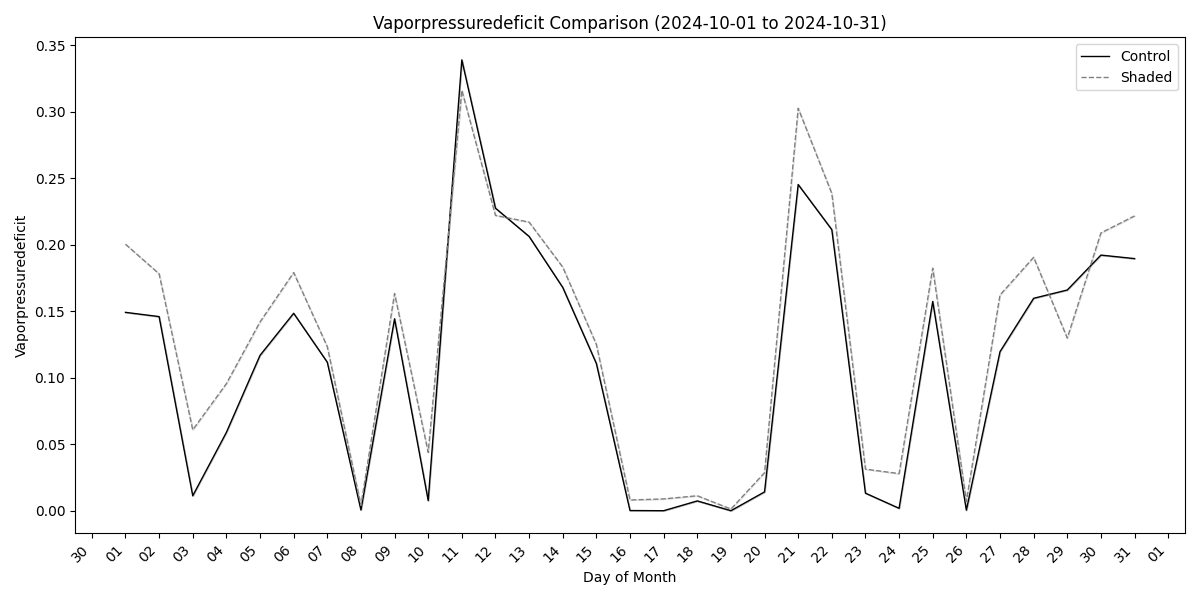 Vaporpressuredeficit Comparison (2024-10-01 to 2024-10-31)
Control
Shaded
Vaporpressuredeficit
0.35
0.30
0.25
0.20
0.15
0.10
0.05
0.00
30 01 02 03 04 05 06 07 08 09 10 11 12 13 14 15 16 17 18 19 20 21 22 23 24 25 26 27 28 29 30 31 01
Day of Month